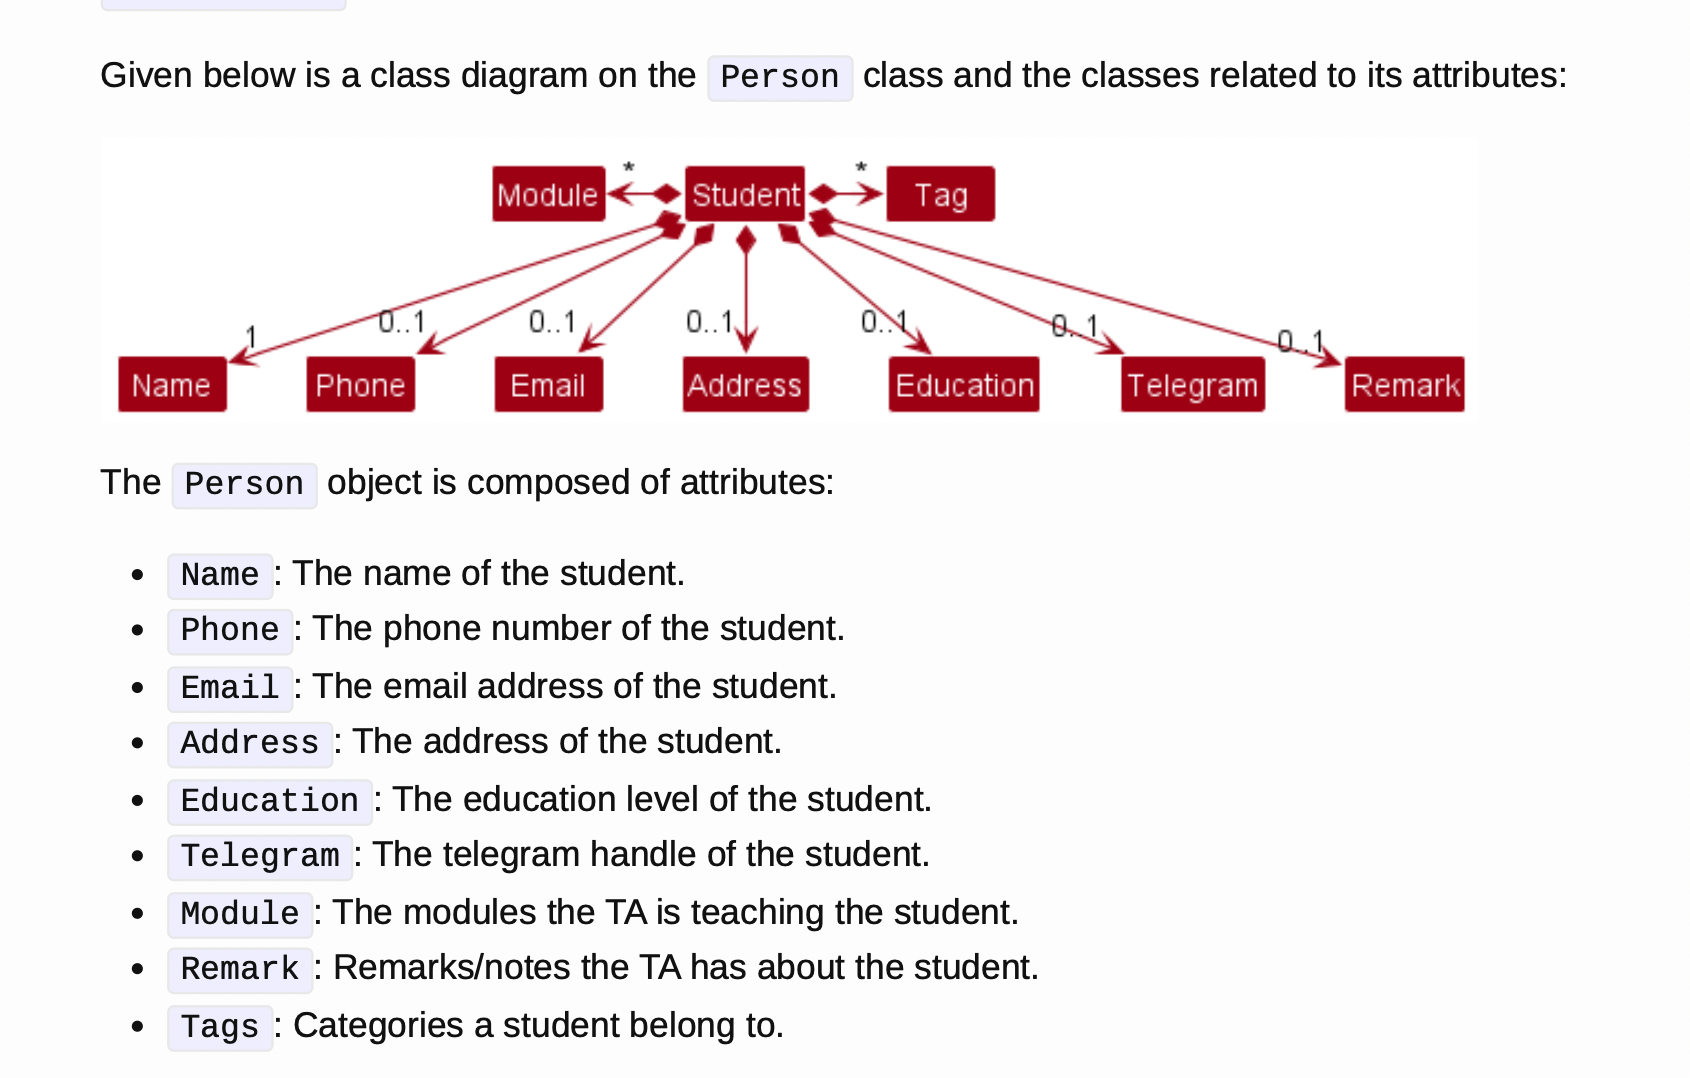 Given below is a class diagram on the Person class and the classes related to its attributes:
Module * Student * Tag
1 0..1 0..1 0..1 0..1 0..1 0..1
Name Phone Email Address Education Telegram Remark
The Person object is composed of attributes:
• Name: The name of the student.
• Phone: The phone number of the student.
• Email: The email address of the student.
• Address: The address of the student.
• Education: The education level of the student.
• Telegram: The telegram handle of the student.
• Module: The modules the TA is teaching the student.
• Remark: Remarks/notes the TA has about the student.
• Tags: Categories a student belong to.